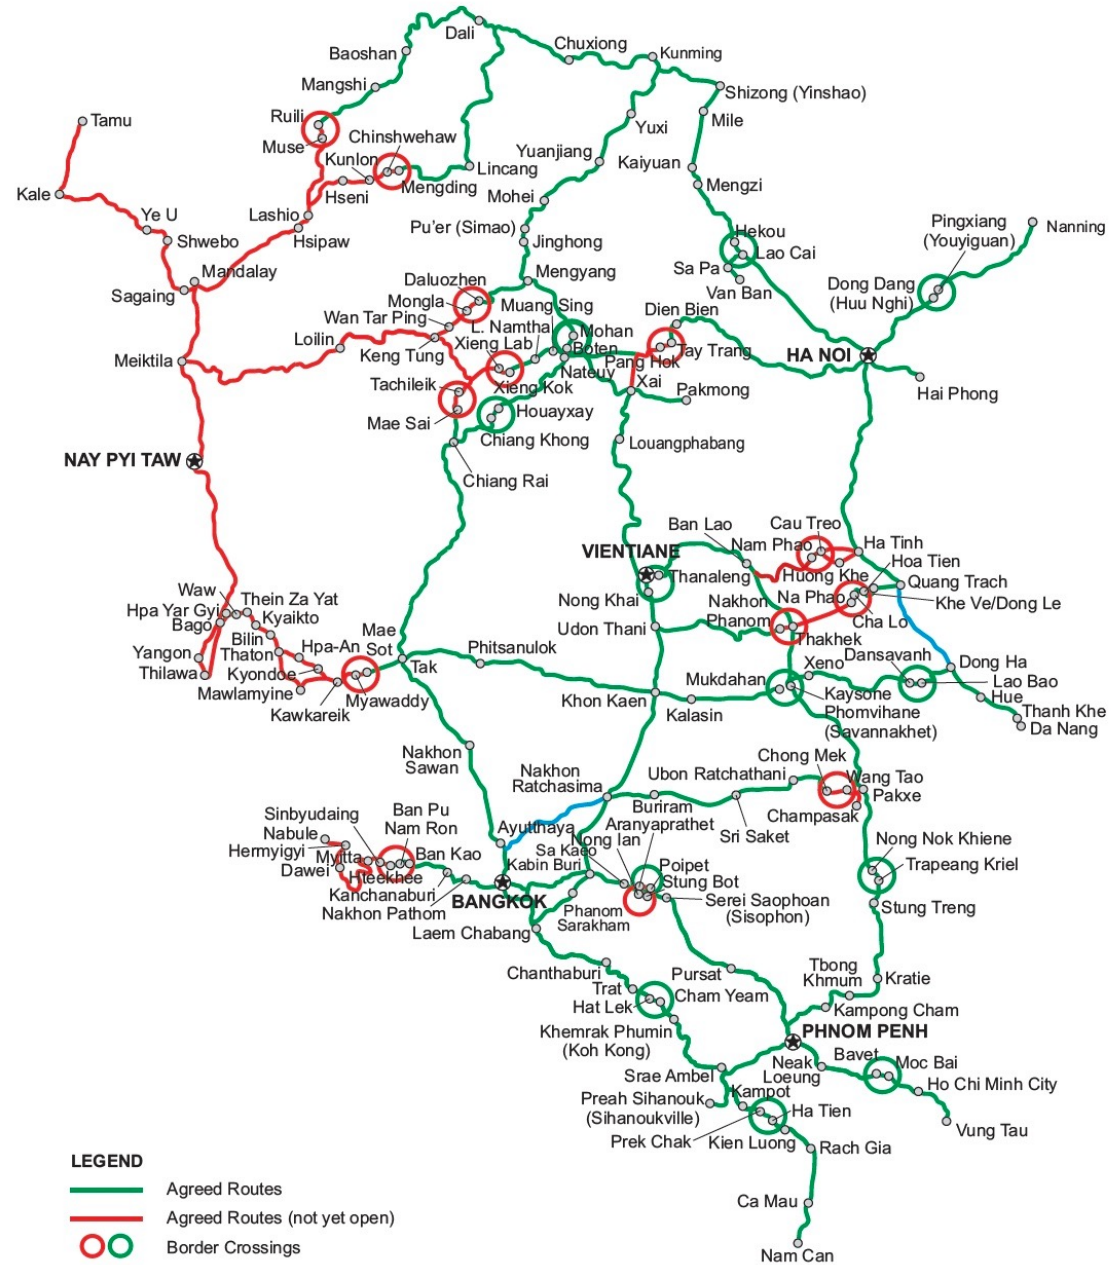 Dali
Chuxiong
Kunming
Baoshan
Mangshi
Shizong (Yinshao)
Ruili
Tamu
Mile
Yuxi
Chinshwehaw
Muse
Yuanjiang
Kunlon
Kaiyuan
Lincang
Mengding
Mengzi
Kale
Hseni
Mohei
Ye U
Lashio
Pingxiang
(Youyiguan)
Nanning
Pu'er (Simao)
Hekou
Shwebo
Hsipaw
Jinghong
Lao Cai
Mandalay
Sa Pa
Daluozhen
Mengyang
Dong Dang
(Huu Nghi)
Sagaing
Van Ban
Mongla
Muang Sing
Dien Bien
Wan Tar Ping
L. Namtha
Mohan
Loilin
Xieng Lab
Boten
Tay Trang
Keng Tung
Pang Hok
HA NOI
Meiktila
Nateuy
Tachileik
Xieng Kok
Xai
Pakmong
Hai Phong
Houayxay
Mae Sai
Chiang Khong
Louangphabang
NAY PYI TAW
Chiang Rai
Ban Lao
Cau Treo
Nam Phao
Ha Tinh
VIENTIANE
Hoa Tien
Thanaleng
Huong Khe
Quang Trach
Waw
Thein Za Yat
Nong Khai
Nakhon
Phanom
Na Phao
Khe Ve/Dong Le
Hpa Yar Gyi
Kyaikto
Cha Lo
Bago
Bilin
Mae
Sot
Udon Thani
Thakhek
Hpa-An
Phitsanulok
Dansavanh
Yangon
Thaton
Tak
Xeno
Dong Ha
Thilawa
Kyondoe
Mukdahan
Lao Bao
Mawlamyine
Myawaddy
Khon Kaen
Kaysone
Phomvihane
(Savannakhet)
Hue
Kawkareik
Kalasin
Thanh Khe
Da Nang
Nakhon
Sawan
Chong Mek
Nakhon
Ratchasima
Ubon Ratchathani
Wang Tao
Pakxe
Sinbyudaing
Ban Pu
Nam Ron
Buriram
Champasak
Nabule
Ayutthaya
Aranyaprathet
Sri Saket
Hermyigyi
Nong Ian
Nong Nok Khiene
Myitta
Ban Kao
Sa Kaeo
Kabin Buri
Poipet
Trapeang Kriel
Dawei
Hteekhee
Stung Bot
Kanchanaburi
BANGKOK
Serei Saophoan
(Sisophon)
Nakhon Pathom
Phanom
Sarakham
Stung Treng
Laem Chabang
Chanthaburi
Pursat
Tbong
Khmum
Kratie
Trat
Hat Lek
Cham Yeam
Kampong Cham
Khemrak Phumin
(Koh Kong)
PHNOM PENH
Neak
Loeung
Bavet
Moc Bai
Srae Ambel
Ho Chi Minh City
Kampot
Preah Sihanouk
(Sihanoukville)
Ha Tien
Vung Tau
Prek Chak
Kien Luong
Rach Gia
Ca Mau
Nam Can
LEGEND
Agreed Routes
Agreed Routes (not yet open)
Border Crossings